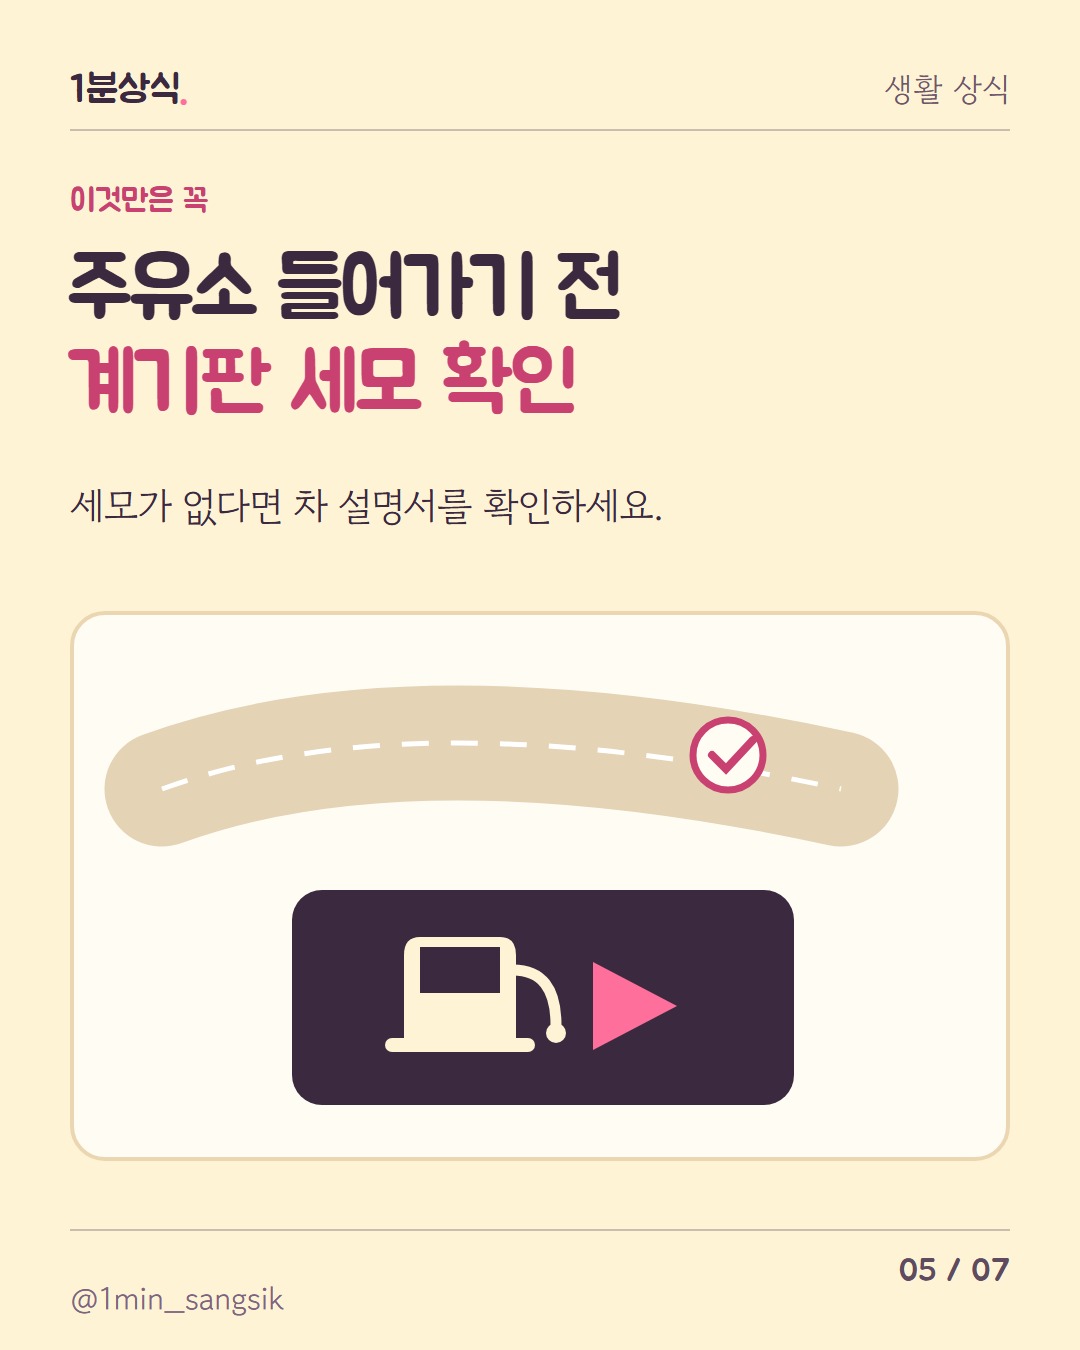 1분상식.
생활 상식
이것만은 꼭
주유소 들어가기 전
계기판 세모 확인
세모가 없다면 차 설명서를 확인하세요.
05 / 07
@1min_sangsik